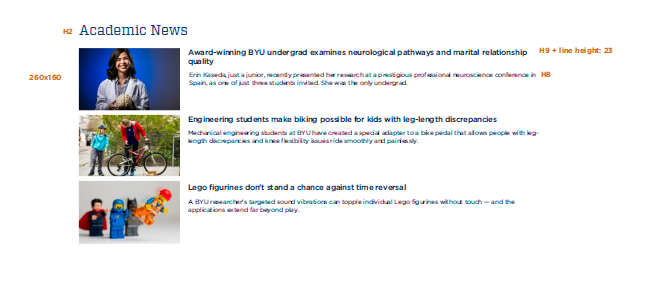 H2 Academic News
Award-winning BYU undergrad examines neurological pathways and marital relationship
quality
H9 + line height: 23
260x160
Erin Kaseda, just a junior, recently presented her research at a prestigious professional neuroscience conference in
H8
Spain, as one of just three students invited. She was the only undergrad.
Engineering students make biking possible for kids with leg-length discrepancies
Mechanical engineering students at BYU have created a special adapter to a bike pedal that allows people with leg-
length discrepancies and knee flexibility issues ride smoothly and painlessly.
Lego figurines don't stand a chance against time reversal
A BYU researcher's targeted sound vibrations can topple individual Lego figurines without touch — and the
applications extend far beyond play.